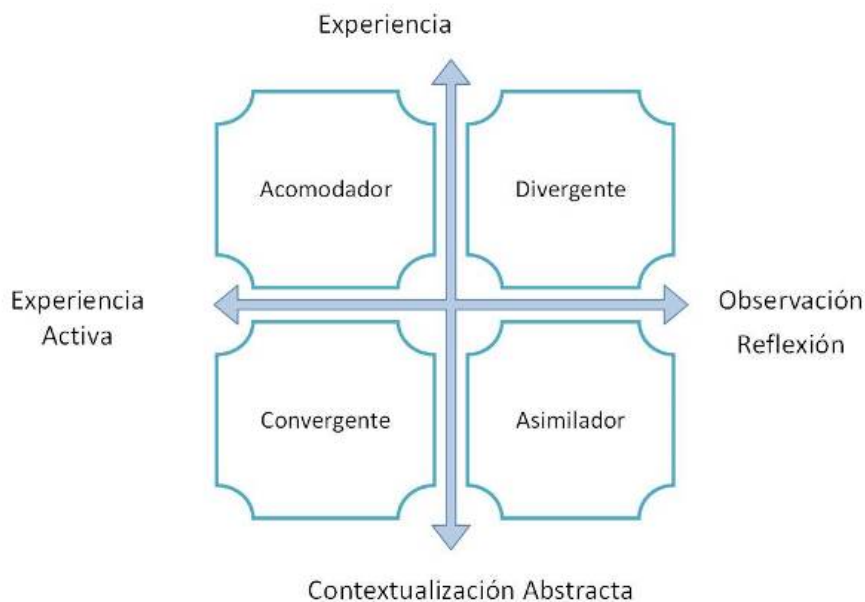 Experiencia
Acomodador
Divergente
Experiencia
Activa
Observación
Reflexión
Convergente
Asimilador
Contextualización Abstracta